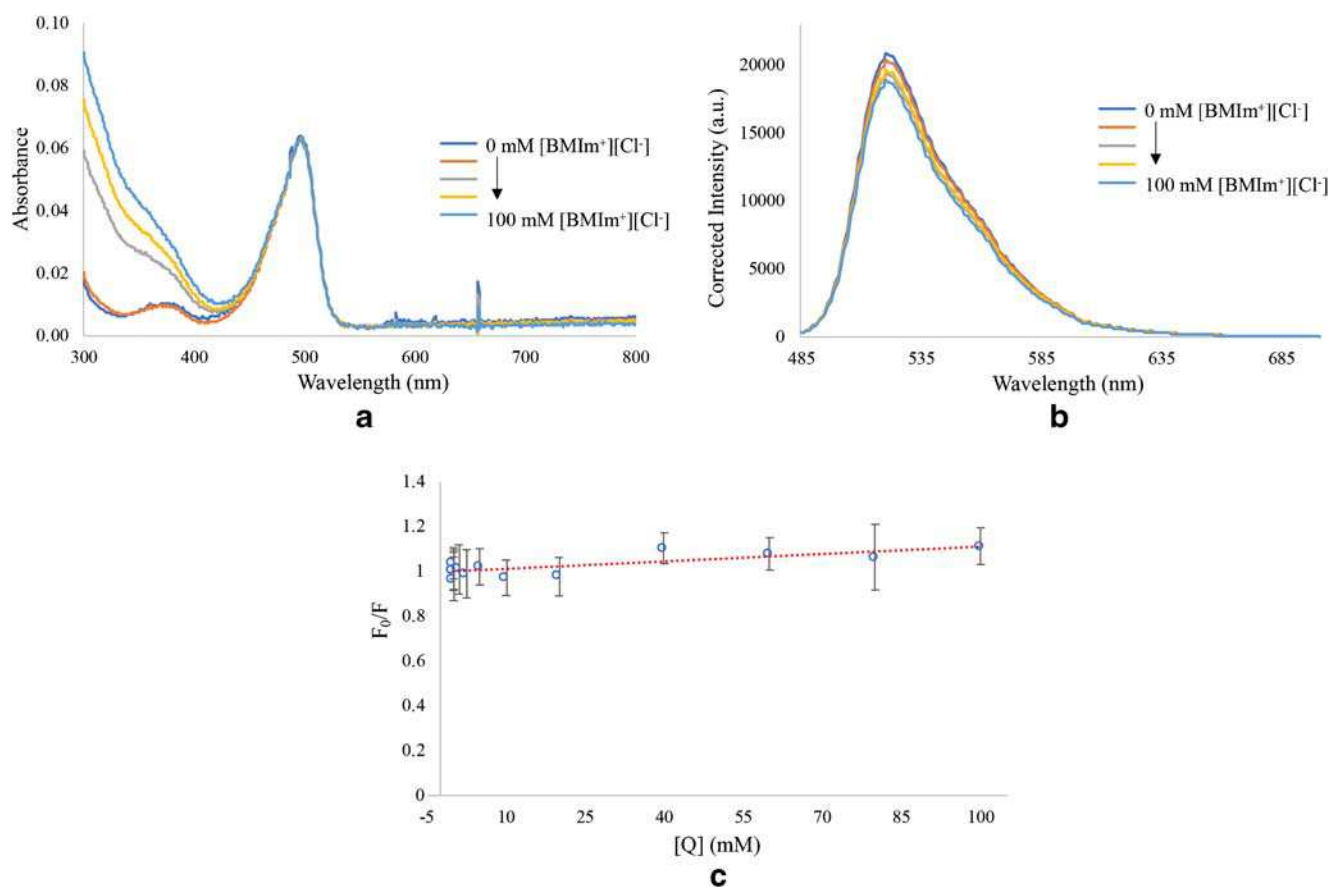 0.10
0.08
0.06
0.04
0.02
0.00
Absorbance
300
400
500
600
700
800
Wavelength (nm)
0 mM [BMIm⁺][Cl⁻]
100 mM [BMIm⁺][Cl⁻]
a
20000
15000
10000
5000
0
Corrected Intensity (a.u.)
485
535
585
635
685
Wavelength (nm)
0 mM [BMIm⁺][Cl⁻]
100 mM [BMIm⁺][Cl⁻]
b
1.4
1.2
1
0.8
0.6
0.4
0.2
0
F₀/F
-5
10
25
40
55
70
85
100
[Q] (mM)
c